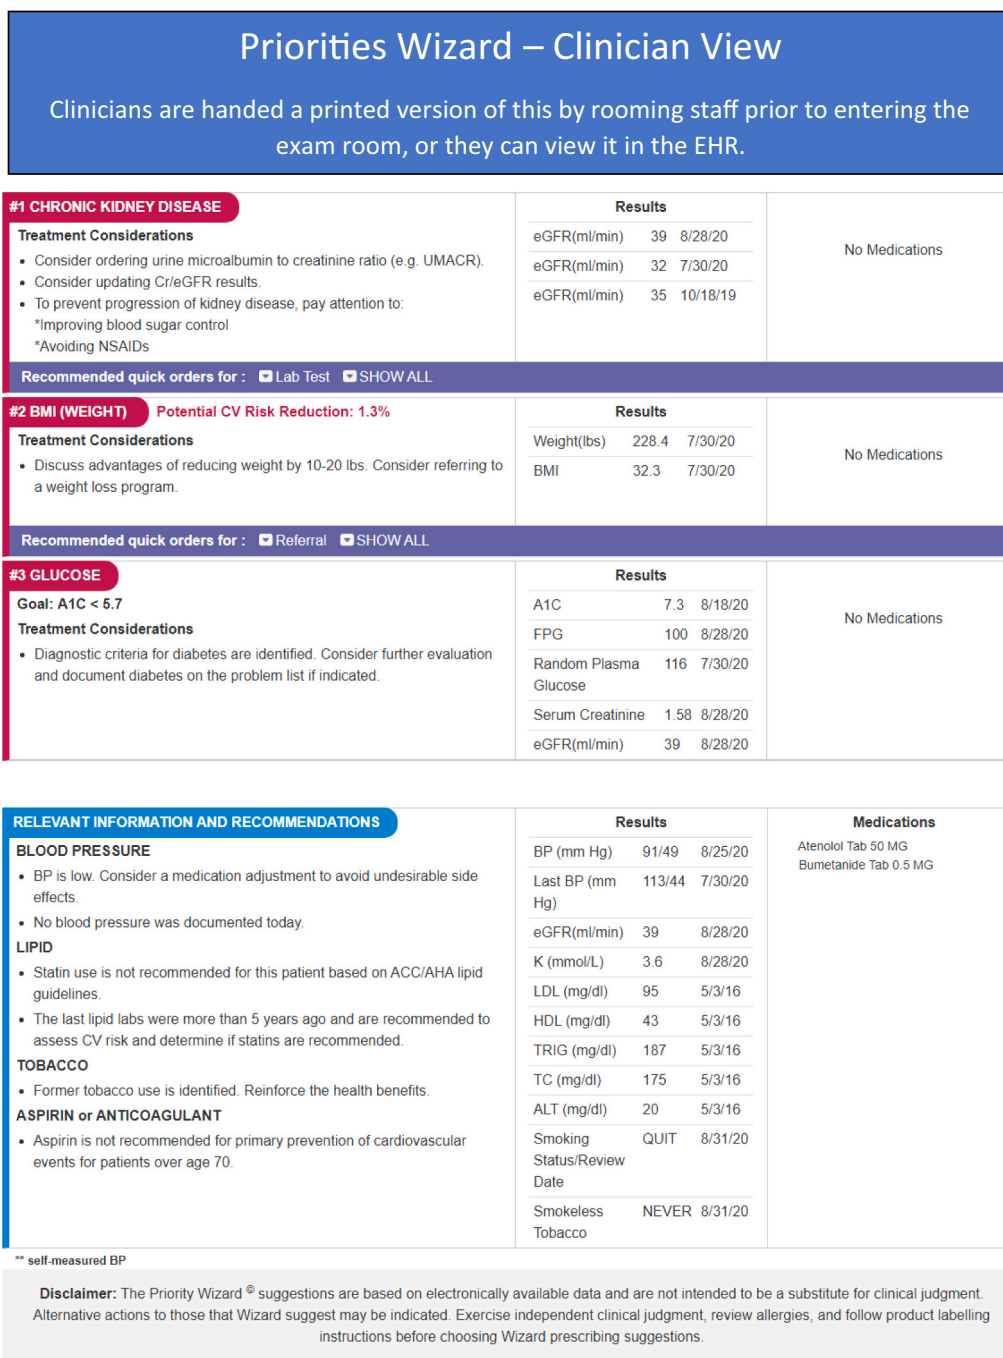 Priorities Wizard – Clinician View
Clinicians are handed a printed version of this by rooming staff prior to entering the
exam room, or they can view it in the EHR.
#1 CHRONIC KIDNEY DISEASE
Treatment Considerations
• Consider ordering urine microalbumin to creatinine ratio (e.g. UMACR).
• Consider updating Cr/eGFR results.
• To prevent progression of kidney disease, pay attention to:
*Improving blood sugar control
*Avoiding NSAIDs
Results
eGFR(ml/min) 39 8/28/20
eGFR(ml/min) 32 7/30/20
eGFR(ml/min) 35 10/18/19
No Medications
Recommended quick orders for : Lab Test SHOW ALL
#2 BMI (WEIGHT) Potential CV Risk Reduction: 1.3%
Treatment Considerations
• Discuss advantages of reducing weight by 10-20 lbs. Consider referring to
a weight loss program.
Results
Weight(lbs) 228.4 7/30/20
BMI 32.3 7/30/20
No Medications
Recommended quick orders for : Referral SHOW ALL
#3 GLUCOSE
Goal: A1C < 5.7
Treatment Considerations
• Diagnostic criteria for diabetes are identified. Consider further evaluation
and document diabetes on the problem list if indicated.
Results
A1C 7.3 8/18/20
FPG 100 8/28/20
Random Plasma 116 7/30/20
Glucose
Serum Creatinine 1.58 8/28/20
eGFR(ml/min) 39 8/28/20
No Medications
RELEVANT INFORMATION AND RECOMMENDATIONS
BLOOD PRESSURE
• BP is low. Consider a medication adjustment to avoid undesirable side
effects.
• No blood pressure was documented today.
LIPID
• Statin use is not recommended for this patient based on ACC/AHA lipid
guidelines.
• The last lipid labs were more than 5 years ago and are recommended to
assess CV risk and determine if statins are recommended.
TOBACCO
• Former tobacco use is identified. Reinforce the health benefits.
ASPIRIN or ANTICOAGULANT
• Aspirin is not recommended for primary prevention of cardiovascular
events for patients over age 70.
Results
BP (mm Hg) 91/49 8/25/20
Last BP (mm 113/44 7/30/20
Hg)
eGFR(ml/min) 39 8/28/20
K (mmol/L) 3.6 8/28/20
LDL (mg/dl) 95 5/3/16
HDL (mg/dl) 43 5/3/16
TRIG (mg/dl) 187 5/3/16
TC (mg/dl) 175 5/3/16
ALT (mg/dl) 20 5/3/16
Smoking QUIT 8/31/20
Status/Review
Date
Smokeless NEVER 8/31/20
Tobacco
Medications
Atenolol Tab 50 MG
Bumetanide Tab 0.5 MG
** self-measured BP
Disclaimer: The Priority Wizard © suggestions are based on electronically available data and are not intended to be a substitute for clinical judgment.
Alternative actions to those that Wizard suggest may be indicated. Exercise independent clinical judgment, review allergies, and follow product labelling
instructions before choosing Wizard prescribing suggestions.